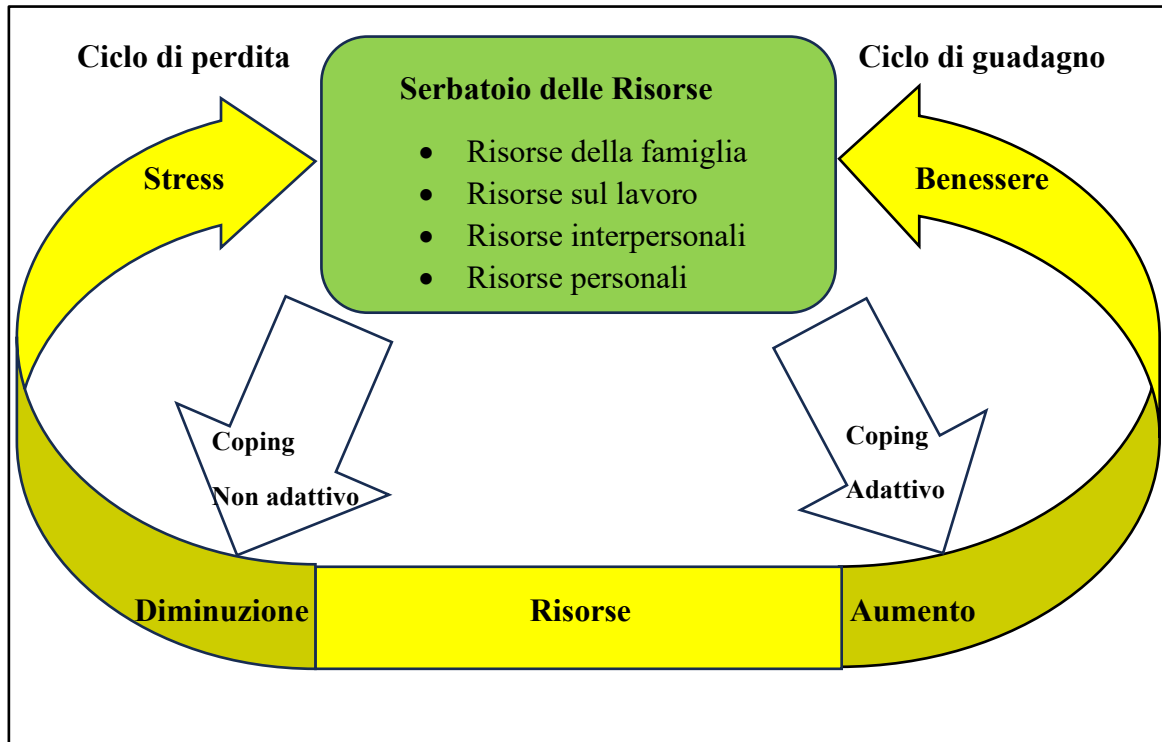 Ciclo di perdita
Ciclo di guadagno
Serbatoio delle Risorse
• Risorse della famiglia
• Risorse sul lavoro
• Risorse interpersonali
• Risorse personali
Stress
Benessere
Coping
Non adattivo
Coping
Adattivo
Diminuzione
Risorse
Aumento